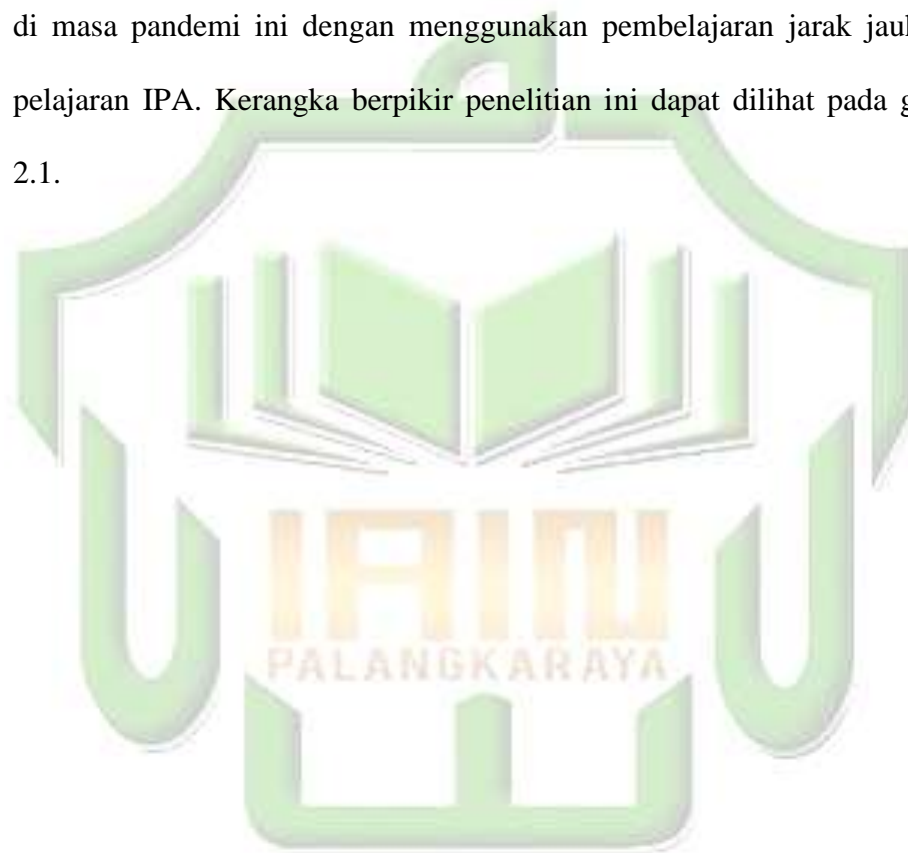 di masa pandemi ini dengan menggunakan pembelajaran jarak
pelajaran IPA. Kerangka berpikir penelitian ini dapat dilihat pada
2.1.
IAIN
PALANGKARAYA